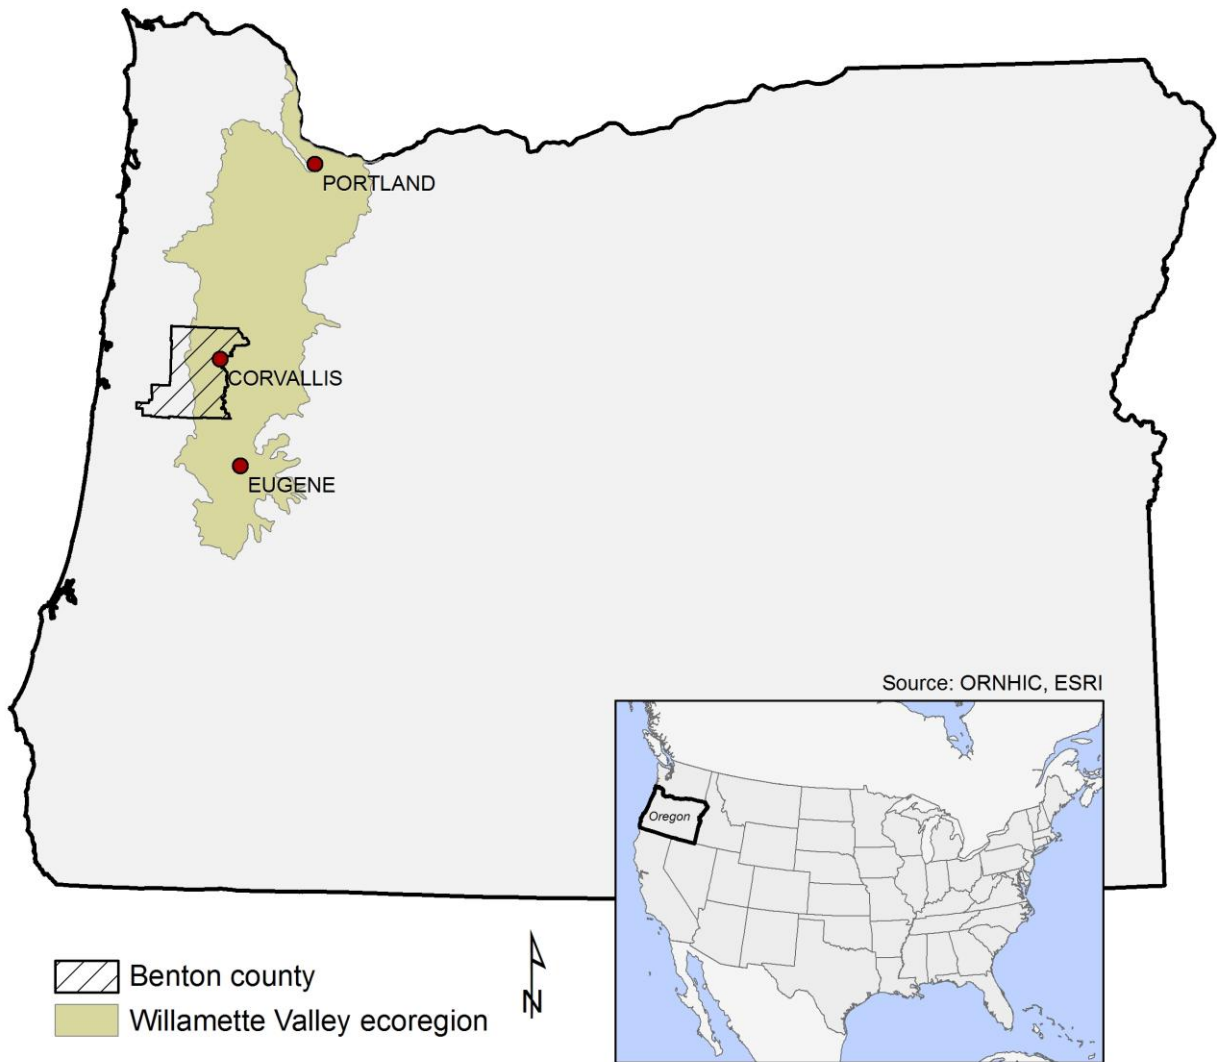 PORTLAND
CORVALLIS
EUGENE
Source: ORNHIC, ESRI
Oregon
Benton county
Willamette Valley ecoregion
N